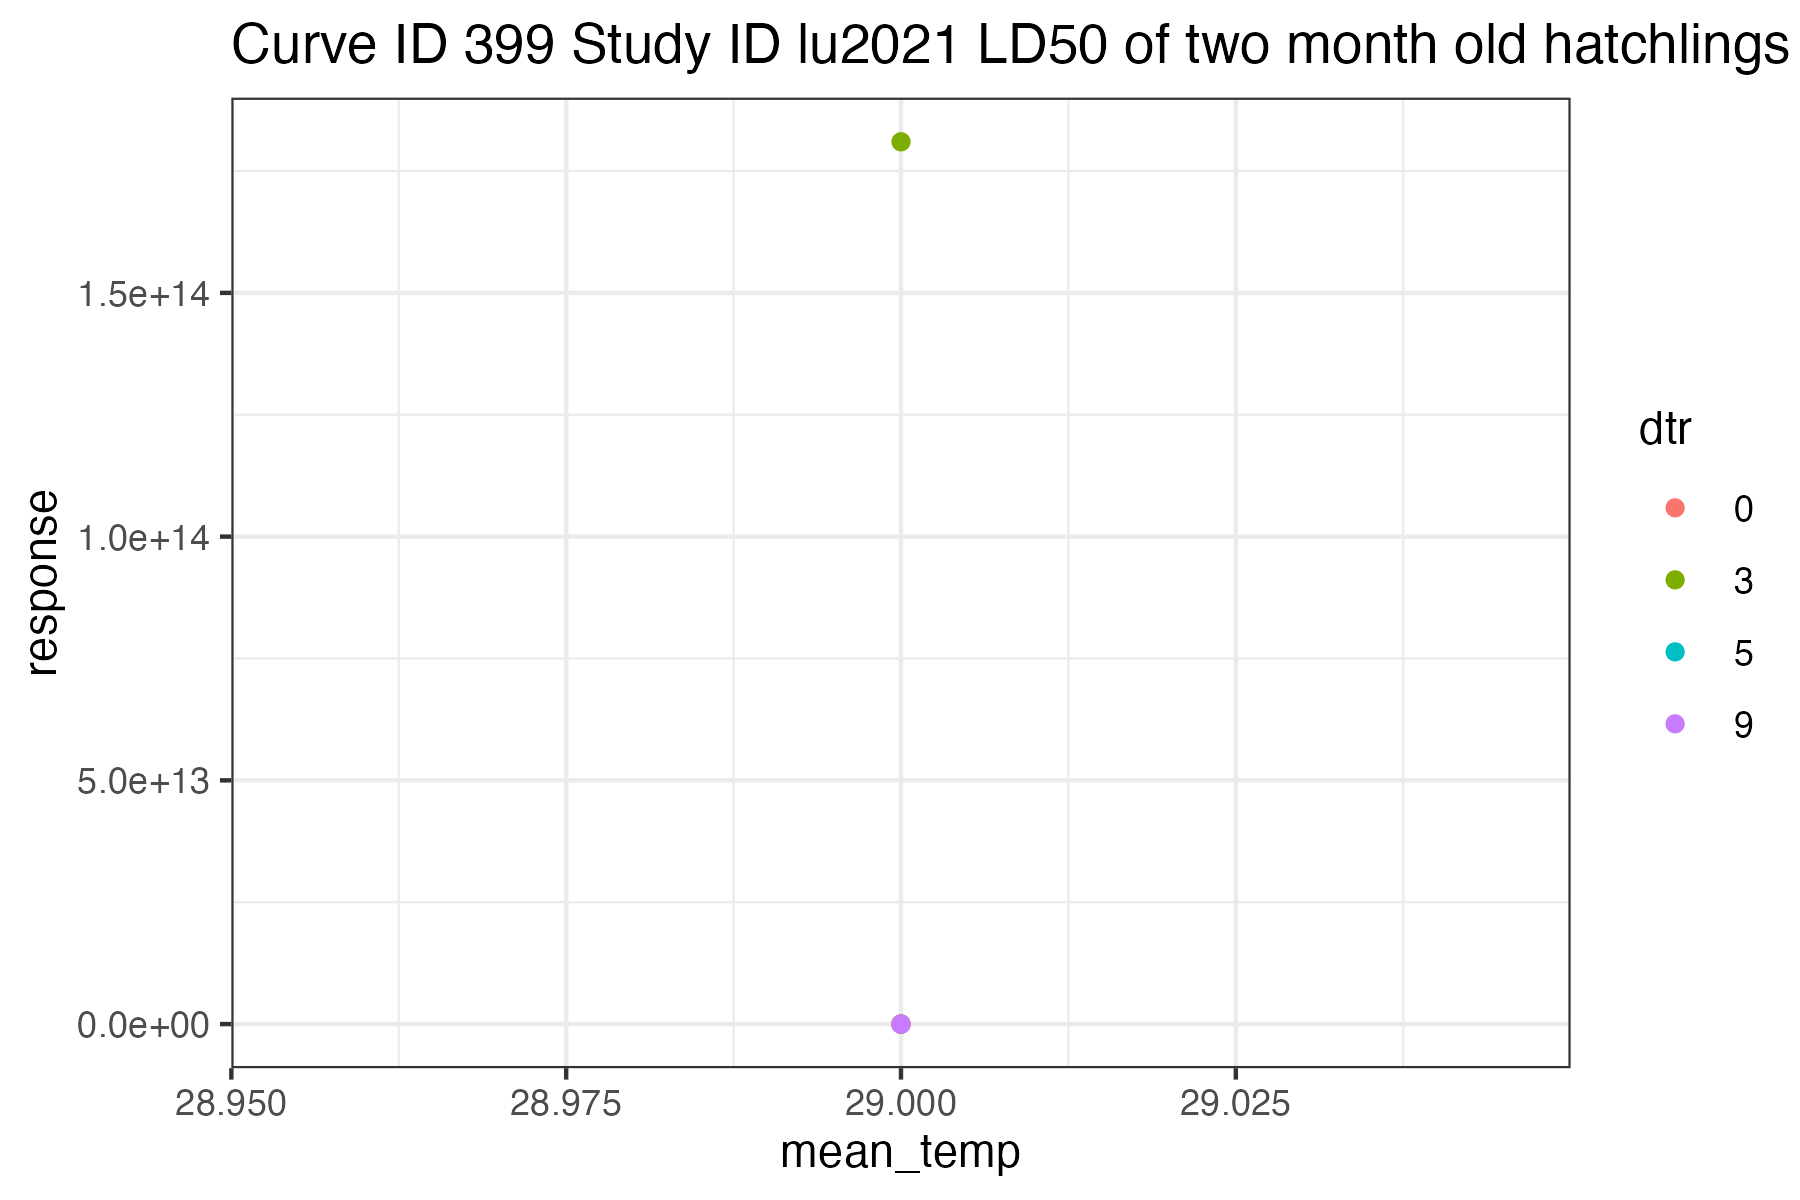 Curve ID 399 Study ID lu2021 LD50 of two month old hatchlings
response
1.5e+14
1.0e+14
5.0e+13
0.0e+00
28.950 28.975 29.000 29.025
mean_temp
dtr
0
3
5
9